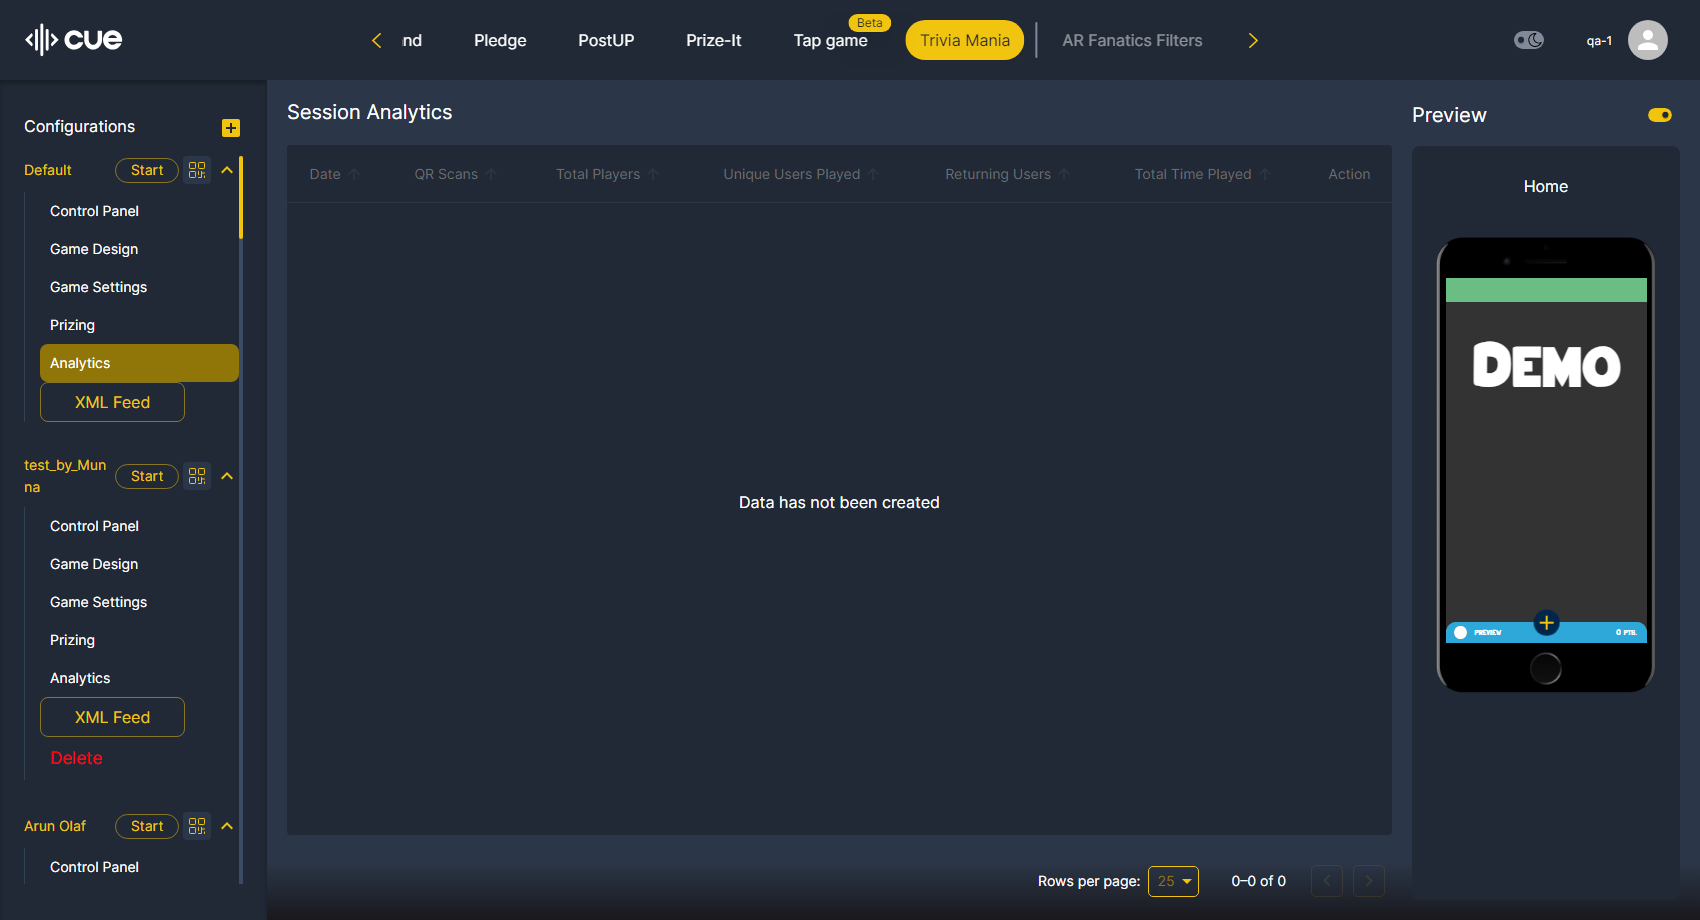 cue
nd
Pledge
PostUP
Prize-It
Tap game
Beta
Trivia Mania
AR Fanatics Filters
qa-1
Configurations
Default
Start
Control Panel
Game Design
Game Settings
Prizing
Analytics
XML Feed
test_by_Mun
na
Start
Control Panel
Game Design
Game Settings
Prizing
Analytics
XML Feed
Delete
Arun Olaf
Start
Control Panel
Session Analytics
Date
QR Scans
Total Players
Unique Users Played
Returning Users
Total Time Played
Action
Data has not been created
Rows per page:
25
0–0 of 0
Preview
Home
DEMO
PREVIEW
0 PTS.